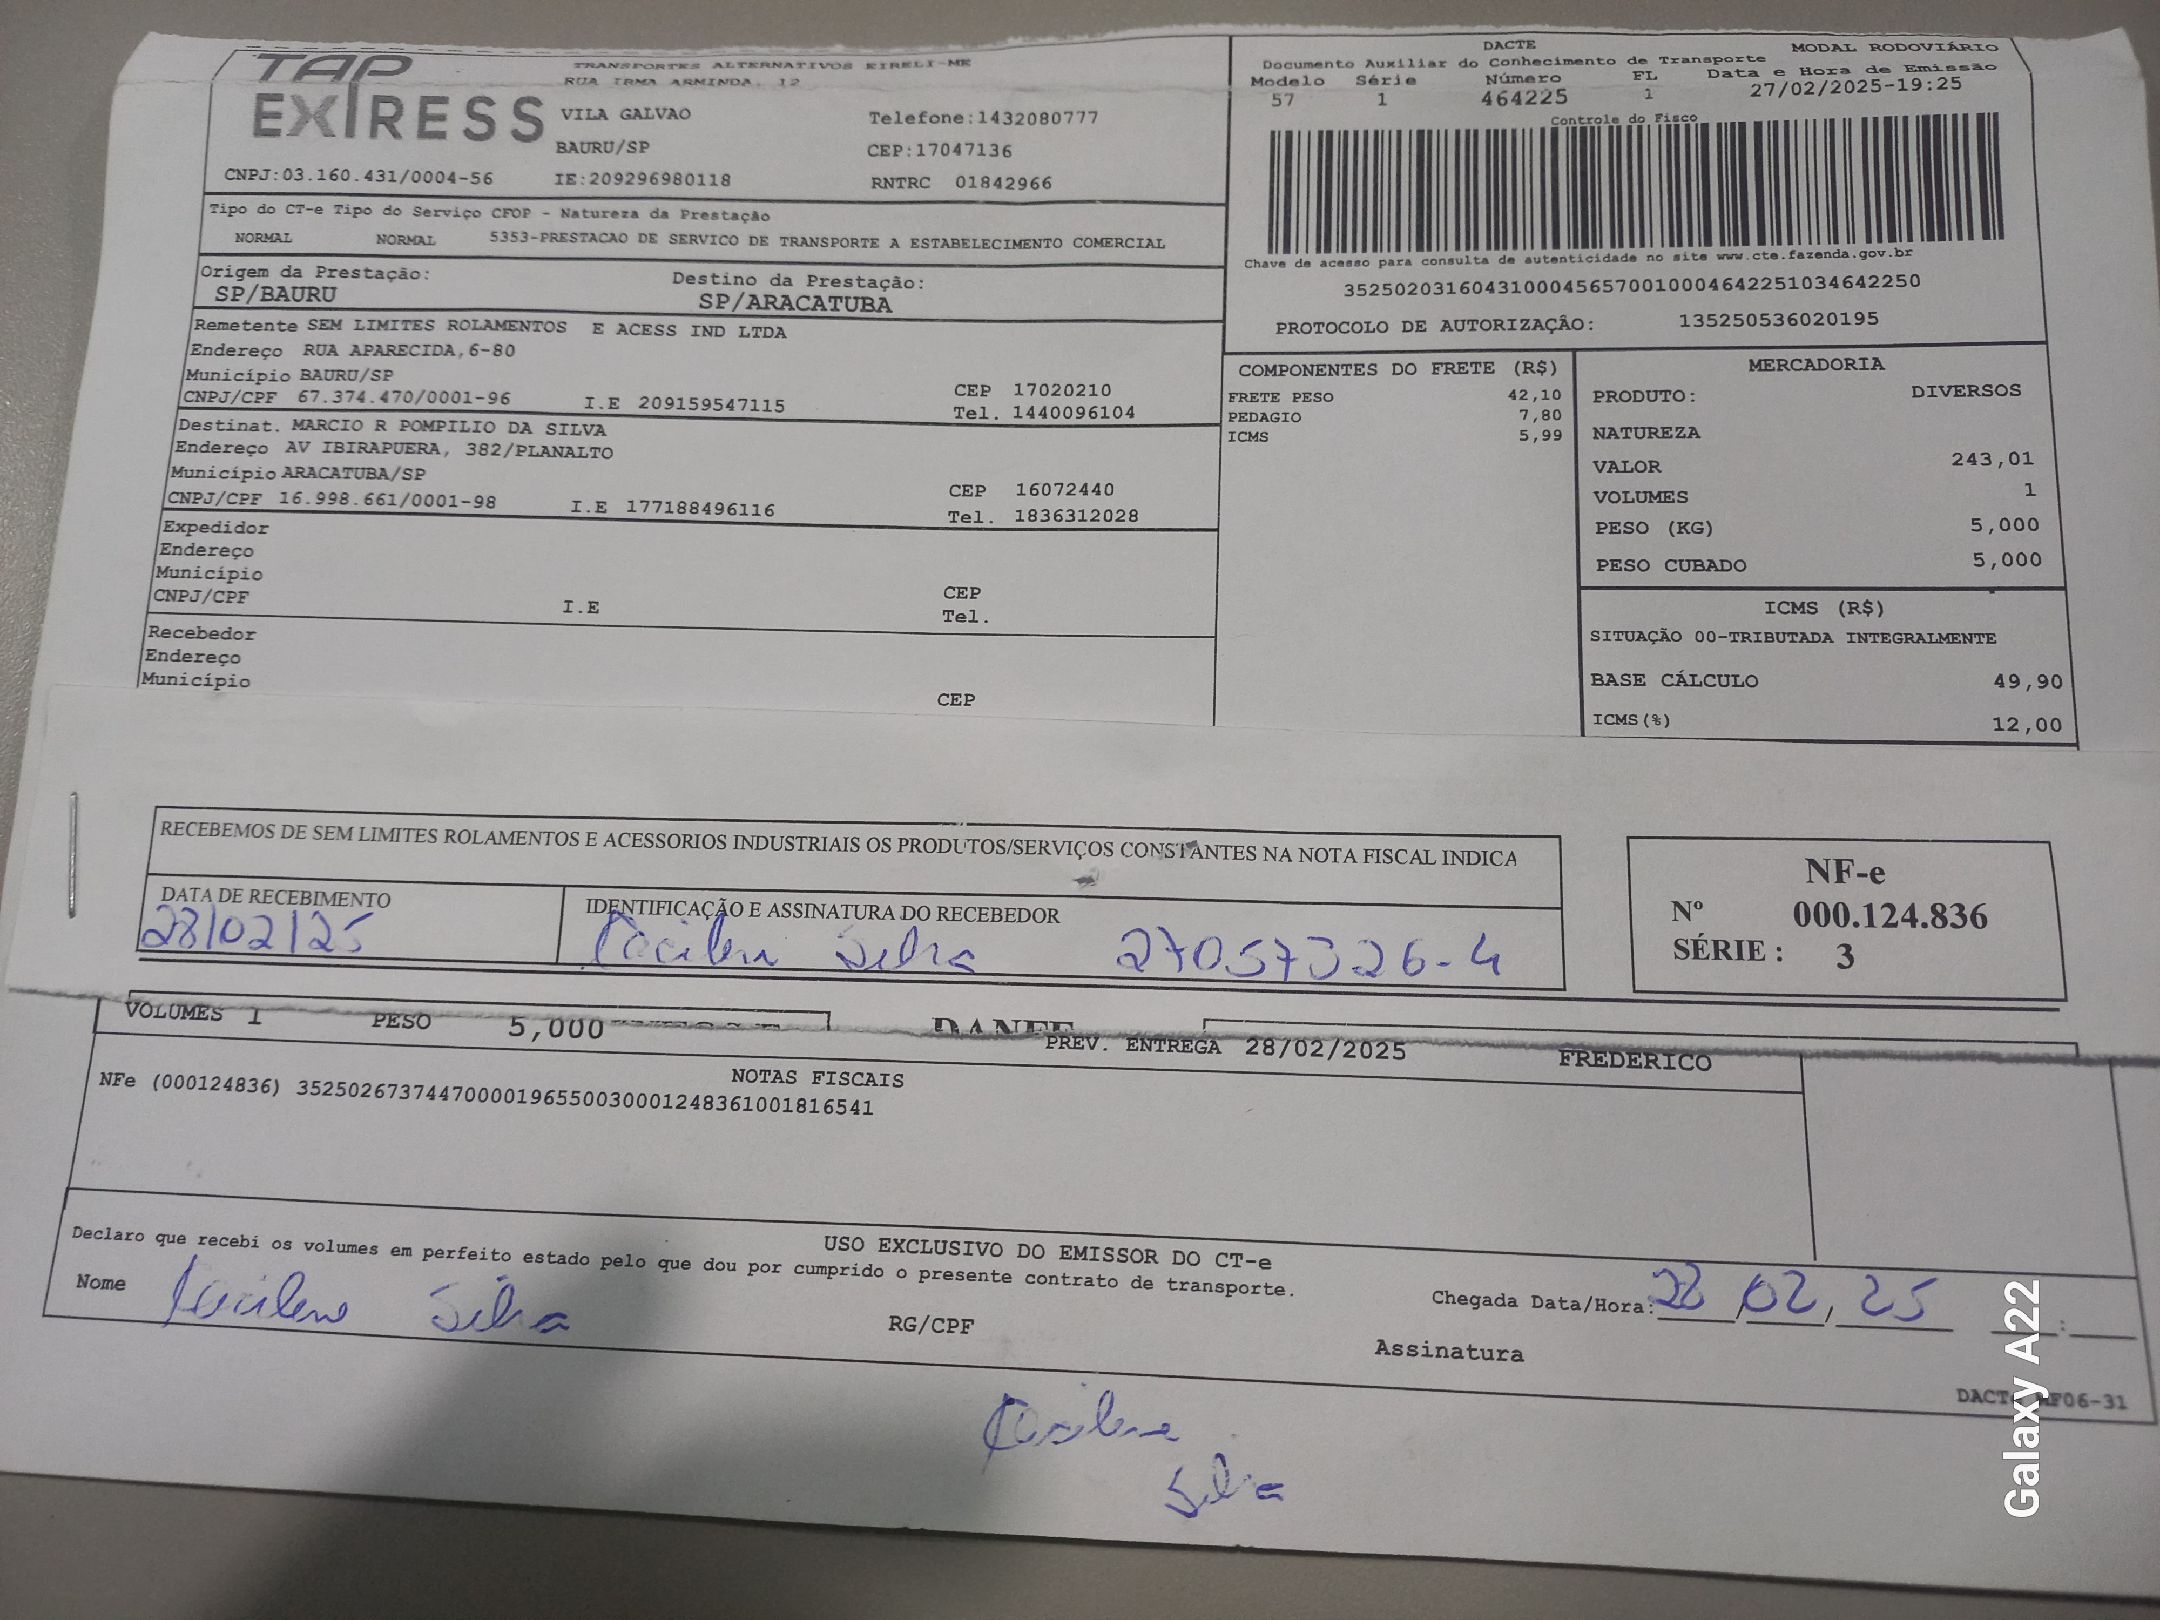 TAP
EXPRESS
TRANSPORTES ALTERNATIVOS EIRELI-ME
RUA IRMA ARMINDA, 12
VILA GALVAO
Telefone:1432080777
BAURU/SP
CEP:17047136
CNPJ:03.160.431/0004-56 IE:209296980118 RNTRC 01842966
DACTE MODAL RODOVIÁRIO
Documento Auxiliar do Conhecimento de Transporte
Modelo Série Número FL Data e Hora de Emissão
57 1 464225 1 27/02/2025-19:25
Controle do Fisco
Chave de acesso para consulta de autenticidade no site www.cte.fazenda.gov.br
35250203160431000456570010004642251034642250
PROTOCOLO DE AUTORIZAÇÃO: 135250536020195
Tipo do CT-e Tipo do Serviço CFOP - Natureza da Prestação
NORMAL NORMAL 5353-PRESTACAO DE SERVICO DE TRANSPORTE A ESTABELECIMENTO COMERCIAL
Origem da Prestação: Destino da Prestação:
SP/BAURU SP/ARACATUBA
Remetente SEM LIMITES ROLAMENTOS E ACESS IND LTDA
Endereço RUA APARECIDA,6-80
Município BAURU/SP CEP 17020210
CNPJ/CPF 67.374.470/0001-96 I.E 209159547115 Tel. 1440096104
Destinat. MARCIO R POMPILIO DA SILVA
Endereço AV IBIRAPUERA, 382/PLANALTO
Município ARACATUBA/SP CEP 16072440
CNPJ/CPF 16.998.661/0001-98 I.E 177188496116 Tel. 1836312028
Expedidor
Endereço
Município CEP
CNPJ/CPF I.E Tel.
Recebedor
Endereço
Município CEP
COMPONENTES DO FRETE (R$)
FRETE PESO 42,10
PEDAGIO 7,80
ICMS 5,99
MERCADORIA
PRODUTO: DIVERSOS
NATUREZA
VALOR 243,01
VOLUMES 1
PESO (KG) 5,000
PESO CUBADO 5,000
ICMS (R$)
SITUAÇÃO 00-TRIBUTADA INTEGRALMENTE
BASE CÁLCULO 49,90
ICMS(%) 12,00
RECEBEMOS DE SEM LIMITES ROLAMENTOS E ACESSORIOS INDUSTRIAIS OS PRODUTOS/SERVIÇOS CONSTANTES NA NOTA FISCAL INDICA
DATA DE RECEBIMENTO IDENTIFICAÇÃO E ASSINATURA DO RECEBEDOR
28/02/25 Silva 27057326-4
NF-e
Nº 000.124.836
SÉRIE : 3
DANFE
VOLUMES 1 PESO 5,000 PREV. ENTREGA 28/02/2025 FREDERICO
NOTAS FISCAIS
NFe (000124836) 35250267374470000196550030001248361001816541
USO EXCLUSIVO DO EMISSOR DO CT-e
Declaro que recebi os volumes em perfeito estado pelo que dou por cumprido o presente contrato de transporte.
Nome Silva RG/CPF Chegada Data/Hora: 28/02/25 :
Assinatura
Silva
Galaxy A22